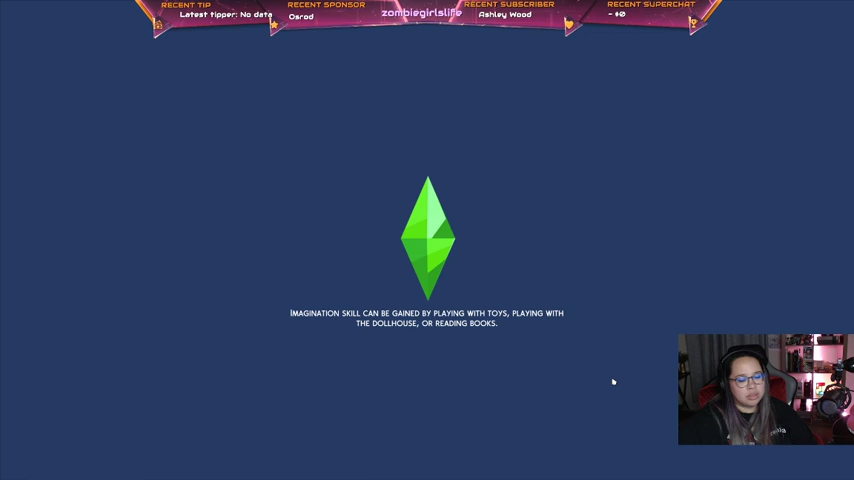 RECENT TIP
Latest tipper: No data
RECENT SPONSOR
Osrod
zombiegirlslife
RECENT SUBSCRIBER
Ashley Wood
RECENT SUPERCHAT
- $0
IMAGINATION SKILL CAN BE GAINED BY PLAYING WITH TOYS, PLAYING WITH
THE DOLLHOUSE, OR READING BOOKS.